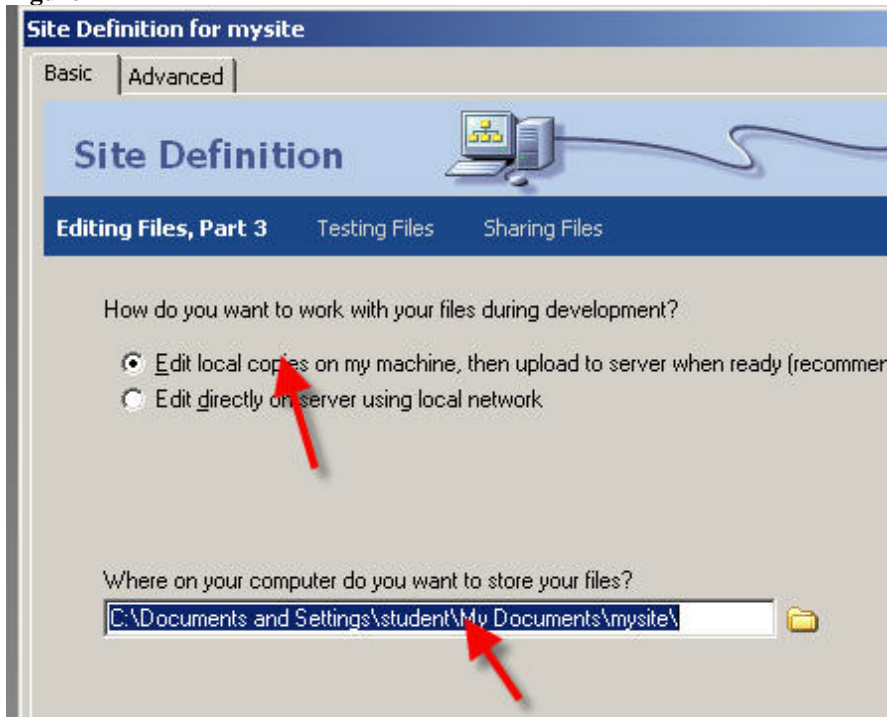 Site Definition for mysite
Basic
Advanced
Site Definition
Editing Files, Part 3
Testing Files
Sharing Files
How do you want to work with your files during development?
Edit local copies on my machine, then upload to server when ready (recommen
Edit directly on server using local network
Where on your computer do you want to store your files?
C:\Documents and Settings\student\My Documents\mysite\